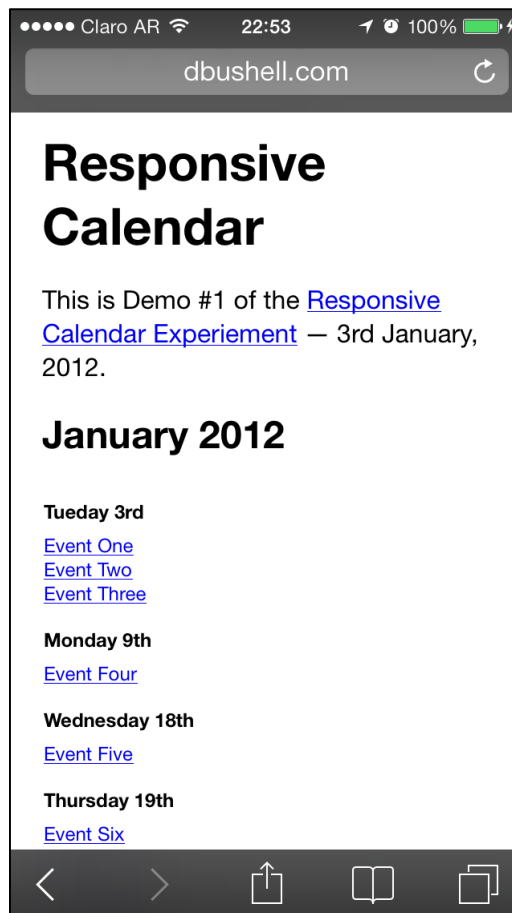 Claro AR 22:53 100%
dbushell.com
Responsive
Calendar
This is Demo #1 of the Responsive
Calendar Experiement — 3rd January,
2012.
January 2012
Tueday 3rd
Event One
Event Two
Event Three
Monday 9th
Event Four
Wednesday 18th
Event Five
Thursday 19th
Event Six